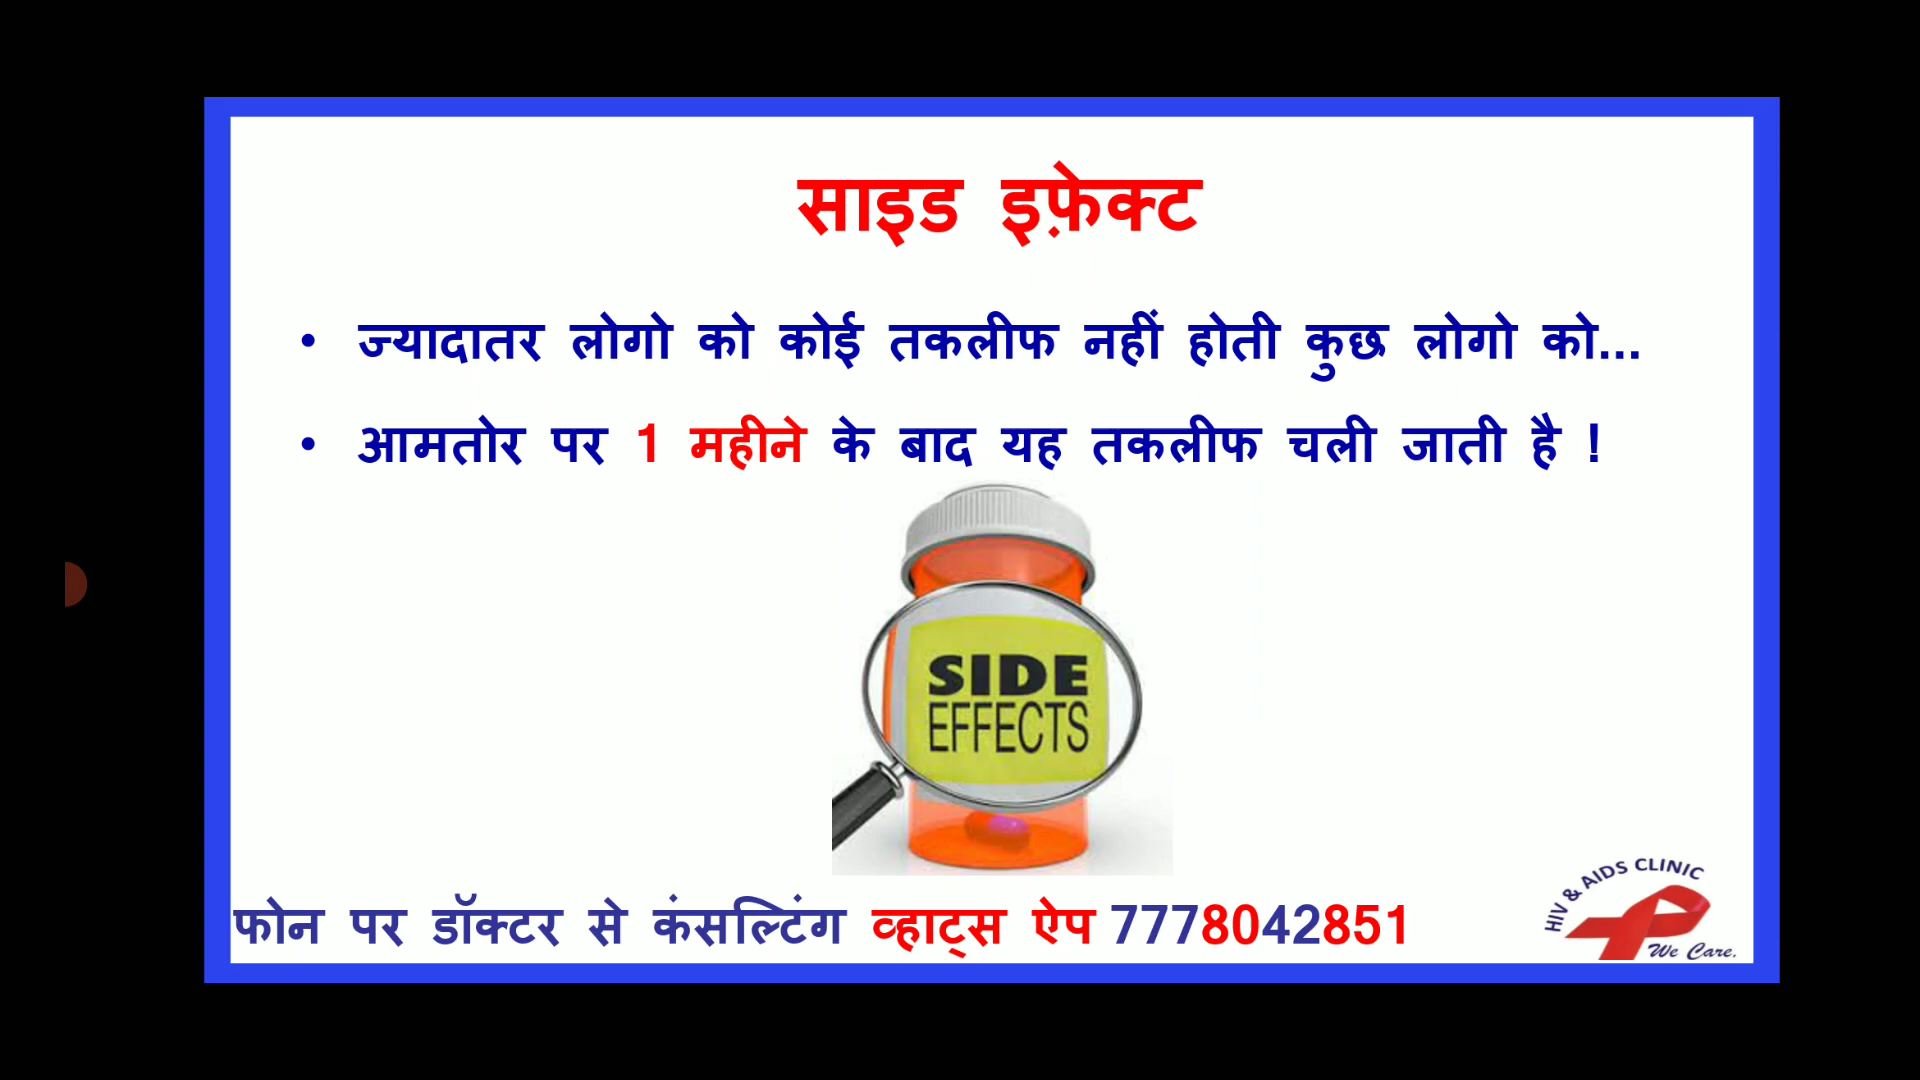 साइड इफ़ेक्ट
• ज्यादातर लोगो को कोई तकलीफ नहीं होती कुछ लोगो को...
• आमतोर पर 1 महीने के बाद यह तकलीफ चली जाती है !
SIDE
EFFECTS
HIV & AIDS CLINIC
We Care.
फोन पर डॉक्टर से कंसल्टिंग व्हाट्स ऐप 7778042851